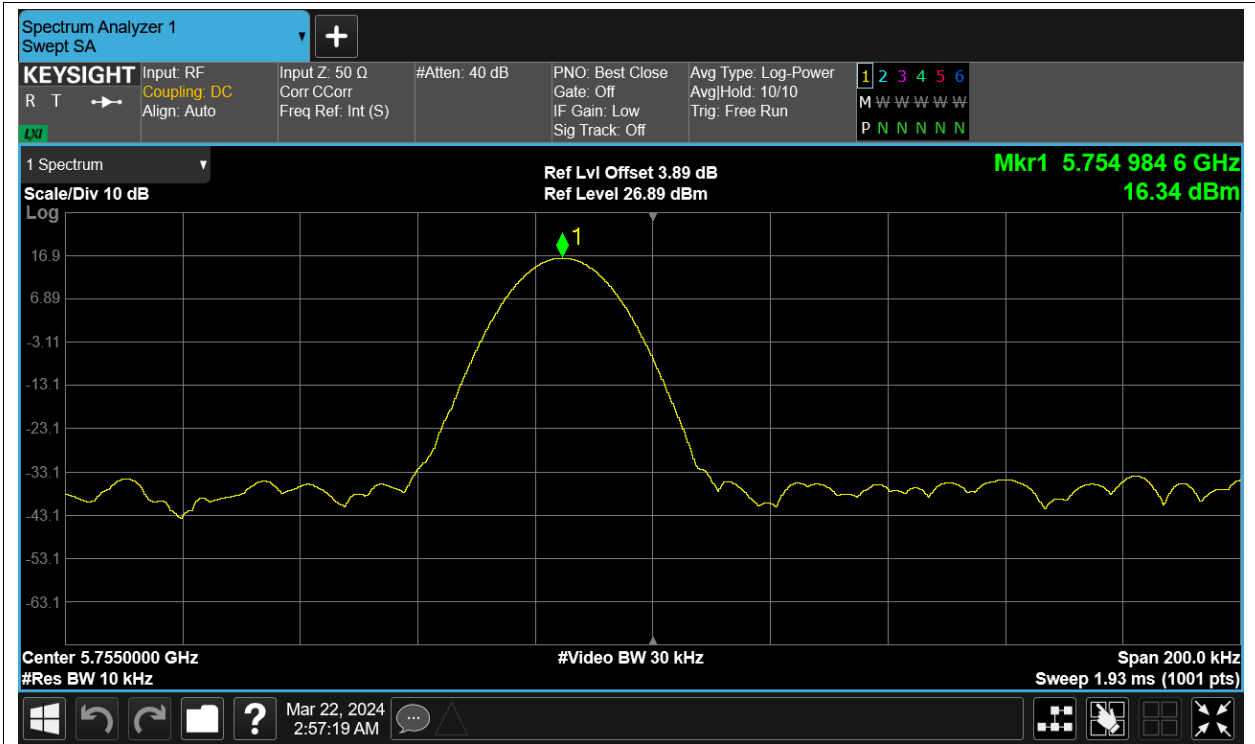 Spectrum Analyzer 1
Swept SA
KEYSIGHT
R T
LXI
Input: RF
Coupling: DC
Align: Auto
Input Z: 50 Ω
Corr CCorr
Freq Ref: Int (S)
#Atten: 40 dB
PNO: Best Close
Gate: Off
IF Gain: Low
Sig Track: Off
Avg Type: Log-Power
Avg|Hold: 10/10
Trig: Free Run
1 2 3 4 5 6
M W W W W W W
P N N N N N N
1 Spectrum
Scale/Div 10 dB
Log
Ref Lvl Offset 3.89 dB
Ref Level 26.89 dBm
Mkr1 5.754 984 6 GHz
16.34 dBm
1
16.9
6.89
-3.11
-13.1
-23.1
-33.1
-43.1
-53.1
-63.1
Center 5.7550000 GHz
#Video BW 30 kHz
Span 200.0 kHz
#Res BW 10 kHz
Sweep 1.93 ms (1001 pts)
?
Mar 22, 2024
2:57:19 AM